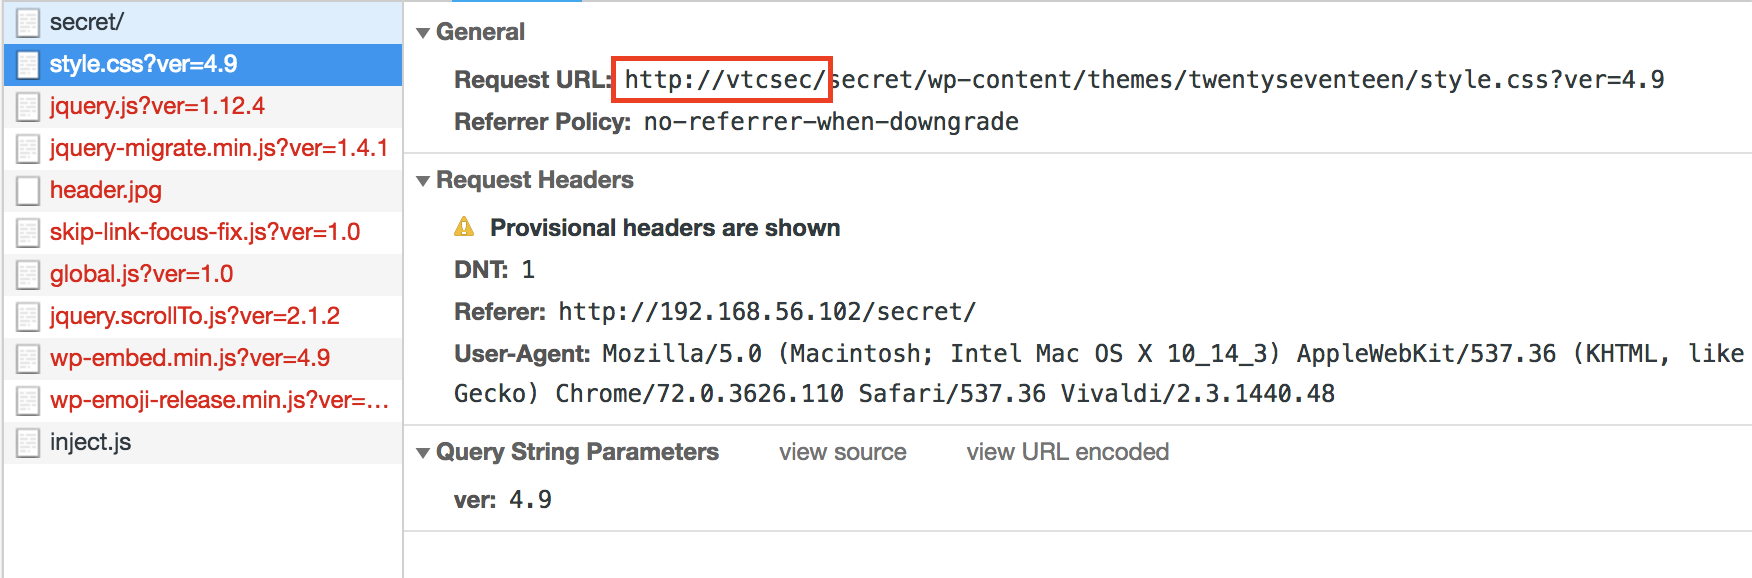 secret/
style.css?ver=4.9
jquery.js?ver=1.12.4
jquery-migrate.min.js?ver=1.4.1
header.jpg
skip-link-focus-fix.js?ver=1.0
global.js?ver=1.0
jquery.scrollTo.js?ver=2.1.2
wp-embed.min.js?ver=4.9
wp-emoji-release.min.js?ver=...
inject.js
General
Request URL: http://vtcsec/secret/wp-content/themes/twentyseventeen/style.css?ver=4.9
Referrer Policy: no-referrer-when-downgrade
Request Headers
Provisional headers are shown
DNT: 1
Referer: http://192.168.56.102/secret/
User-Agent: Mozilla/5.0 (Macintosh; Intel Mac OS X 10_14_3) AppleWebKit/537.36 (KHTML, like
Gecko) Chrome/72.0.3626.110 Safari/537.36 Vivaldi/2.3.1440.48
Query String Parameters view source view URL encoded
ver: 4.9